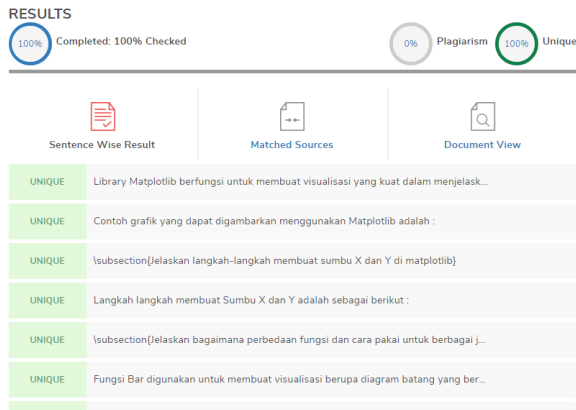 RESULTS
100% Completed: 100% Checked 0% Plagiarism 100% Unique
Sentence Wise Result Matched Sources Document View
UNIQUE Library Matplotlib berfungsi untuk membuat visualisasi yang kuat dalam menjelask...
UNIQUE Contoh grafik yang dapat digambarkan menggunakan Matplotlib adalah :
UNIQUE \subsection{Jelaskan langkah-langkah membuat sumbu X dan Y di matplotlib}
UNIQUE Langkah langkah membuat Sumbu X dan Y adalah sebagai berikut :
UNIQUE \subsection{Jelaskan bagaimana perbedaan fungsi dan cara pakai untuk berbagai j...
UNIQUE Fungsi Bar digunakan untuk membuat visualisasi berupa diagram batang yang ber...